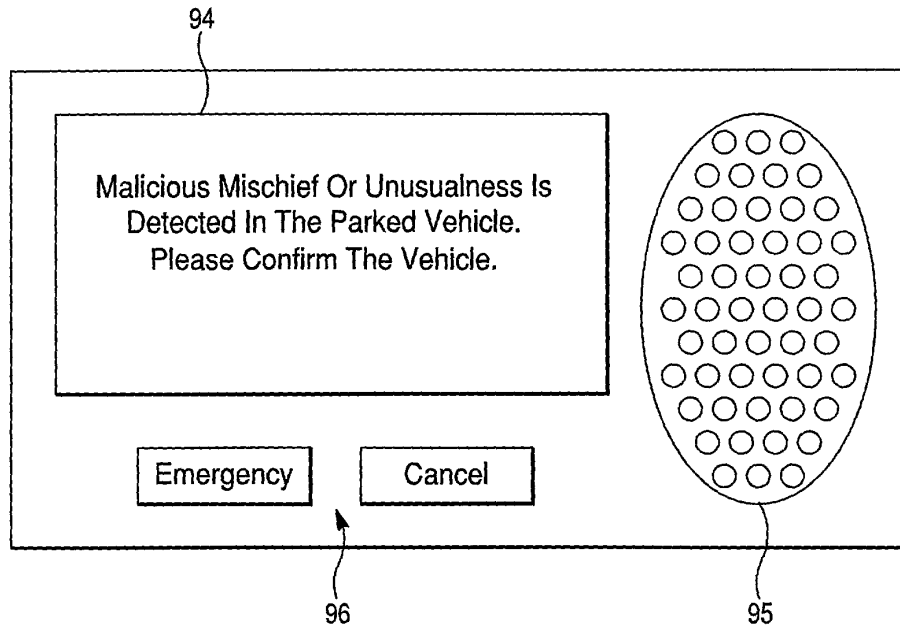 94
Malicious Mischief Or Unusualness Is
Detected In The Parked Vehicle.
Please Confirm The Vehicle.
Emergency
Cancel
96
95